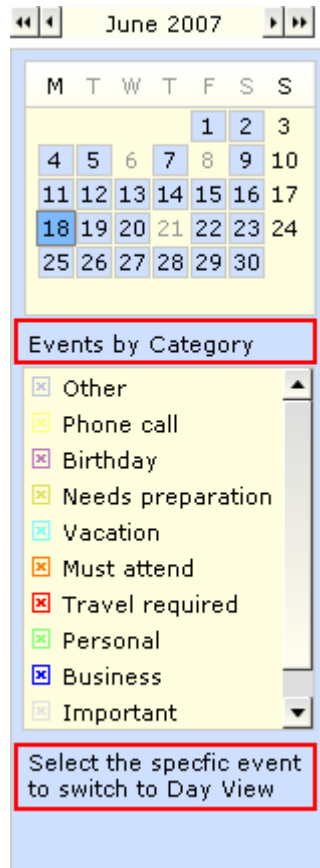 June 2007
M T W T F S S
1 2 3
4 5 6 7 8 9 10
11 12 13 14 15 16 17
18 19 20 21 22 23 24
25 26 27 28 29 30
Events by Category
Other
Phone call
Birthday
Needs preparation
Vacation
Must attend
Travel required
Personal
Business
Important
Select the specfic event
to switch to Day View